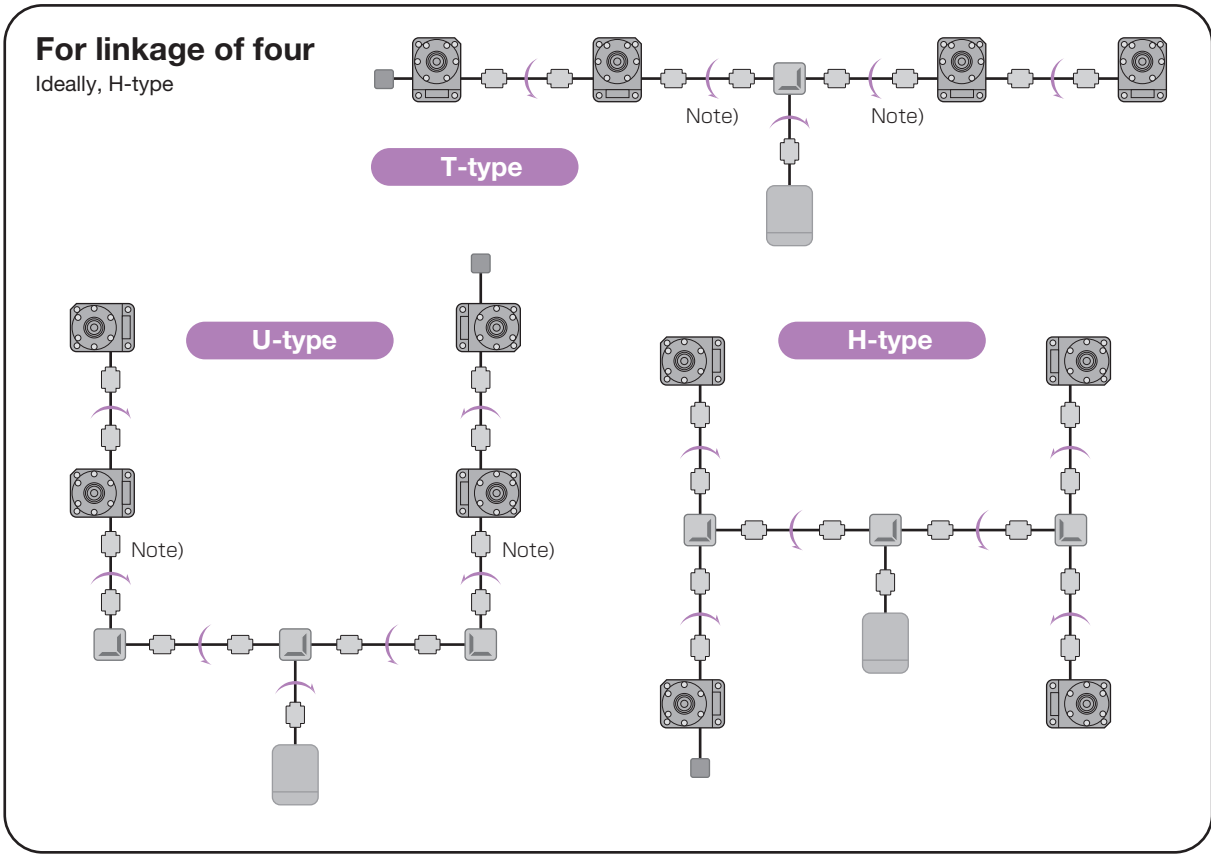 For linkage of four
Ideally, H-type
Note)
Note)
T-type
U-type
H-type
Note)
Note)